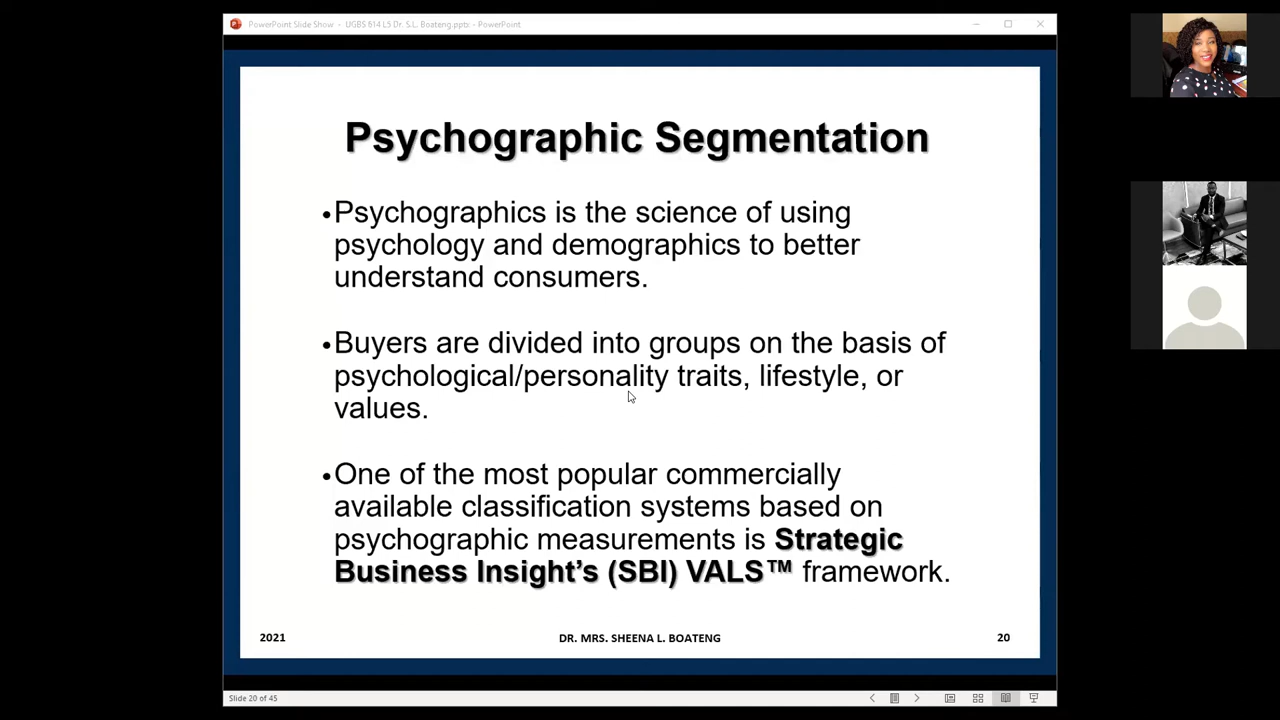 PowerPoint Slide Show - UGBS 614 L5 Dr. S.L. Boateng.pptx - PowerPoint
Psychographic Segmentation
•Psychographics is the science of using
psychology and demographics to better
understand consumers.
•Buyers are divided into groups on the basis of
psychological/personality traits, lifestyle, or
values.
•One of the most popular commercially
available classification systems based on
psychographic measurements is Strategic
Business Insight’s (SBI) VALS™ framework.
2021 DR. MRS. SHEENA L. BOATENG 20
Slide 20 of 45